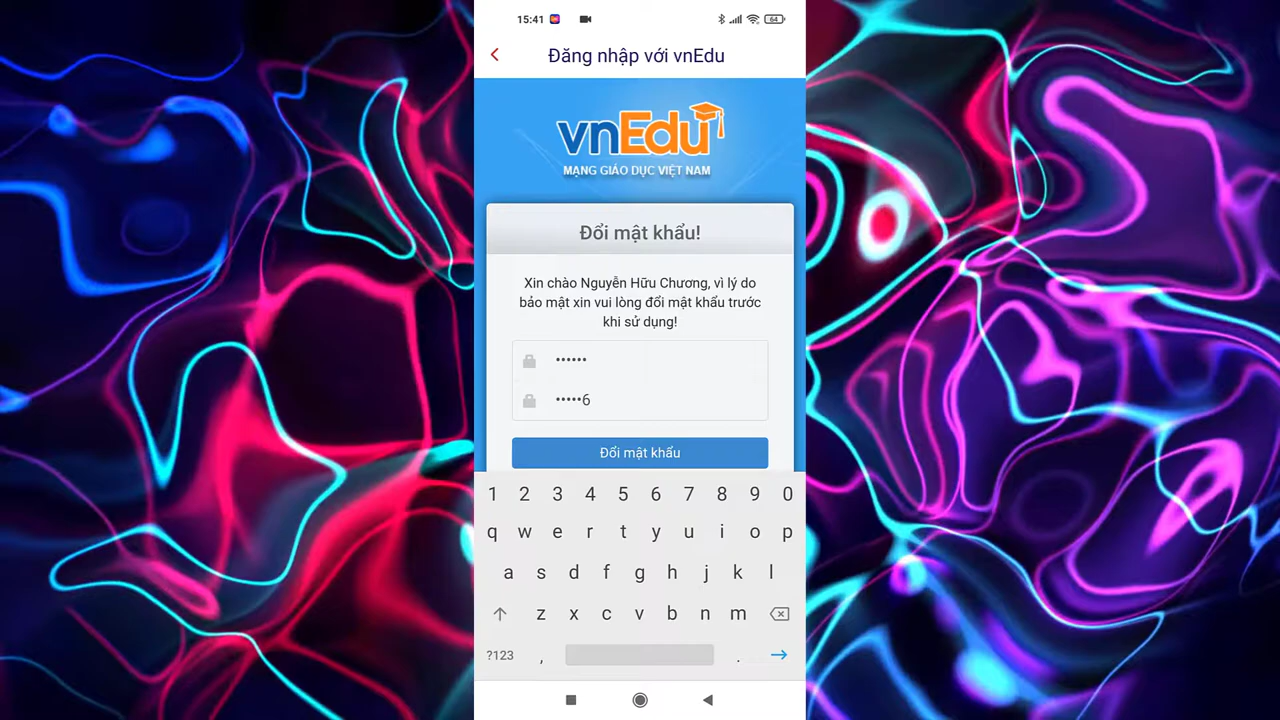 15:41 64
Đăng nhập với vnEdu
vnEdu
MẠNG GIÁO DỤC VIỆT NAM
Đổi mật khẩu!
Xin chào Nguyễn Hữu Chương, vì lý do
bảo mật xin vui lòng đổi mật khẩu trước
khi sử dụng!
••••••
•••••6
Đổi mật khẩu
1 2 3 4 5 6 7 8 9 0
q w e r t y u i o p
a s d f g h j k l
z x c v b n m
?123 , .